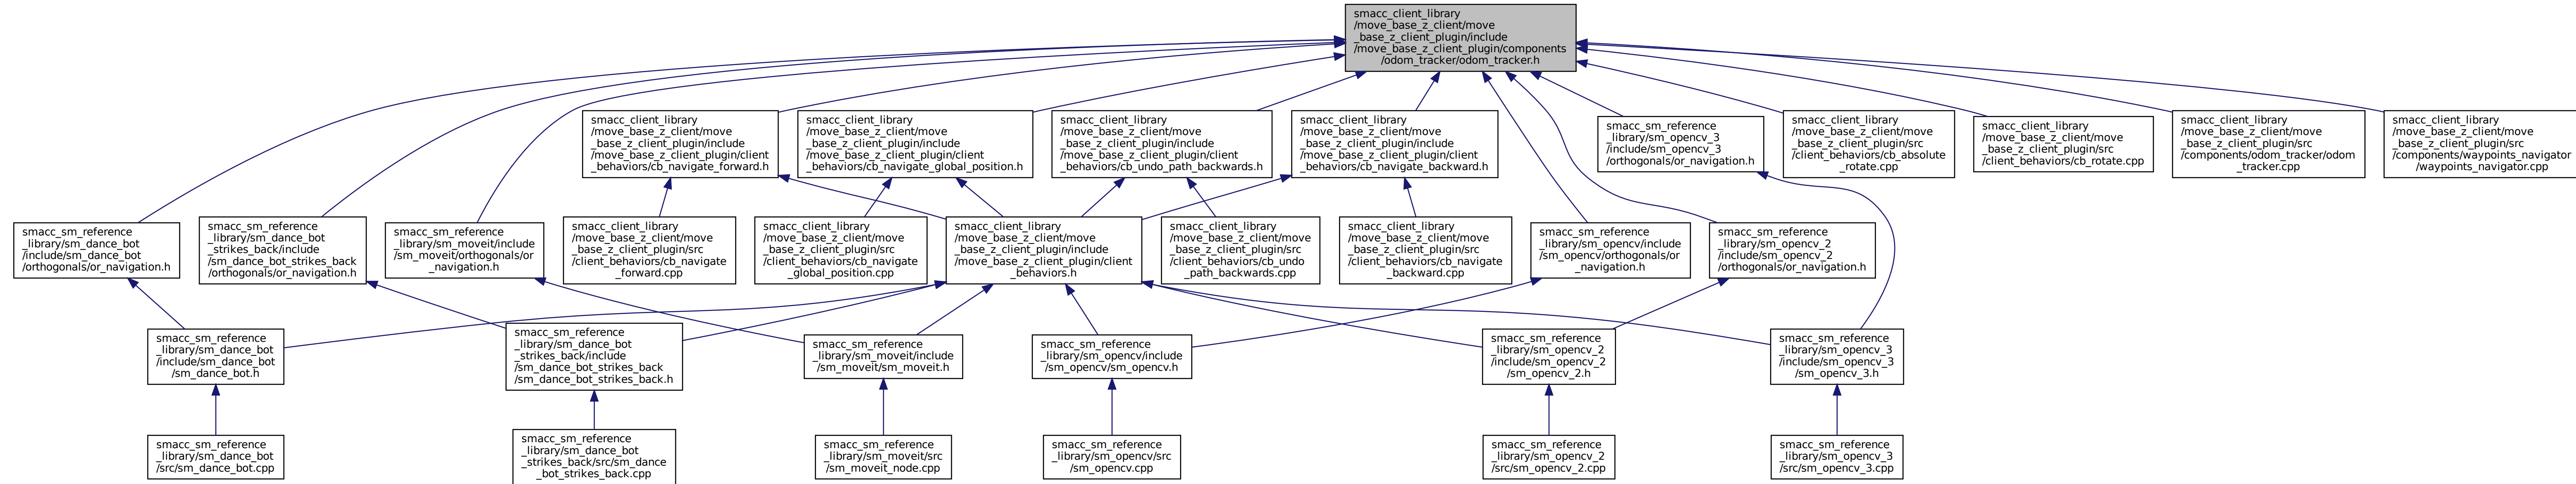 smacc_client_library
/move_base_z_client/move
_base_z_client_plugin/include
/move_base_z_client_plugin/components
/odom_tracker/odom_tracker.h
smacc_client_library
/move_base_z_client/move
_base_z_client_plugin/include
/move_base_z_client_plugin/client
_behaviors/cb_navigate_forward.h
smacc_client_library
/move_base_z_client/move
_base_z_client_plugin/include
/move_base_z_client_plugin/client
_behaviors/cb_navigate_global_position.h
smacc_client_library
/move_base_z_client/move
_base_z_client_plugin/include
/move_base_z_client_plugin/client
_behaviors/cb_undo_path_backwards.h
smacc_client_library
/move_base_z_client/move
_base_z_client_plugin/include
/move_base_z_client_plugin/client
_behaviors/cb_navigate_backward.h
smacc_sm_reference
_library/sm_opencv_3
/include/sm_opencv_3
/orthogonals/or_navigation.h
smacc_client_library
/move_base_z_client/move
_base_z_client_plugin/src
/client_behaviors/cb_absolute
_rotate.cpp
smacc_client_library
/move_base_z_client/move
_base_z_client_plugin/src
/client_behaviors/cb_rotate.cpp
smacc_client_library
/move_base_z_client/move
_base_z_client_plugin/src
/components/odom_tracker/odom
_tracker.cpp
smacc_client_library
/move_base_z_client/move
_base_z_client_plugin/src
/components/waypoints_navigator
/waypoints_navigator.cpp
smacc_sm_reference
_library/sm_dance_bot
/include/sm_dance_bot
/orthogonals/or_navigation.h
smacc_sm_reference
_library/sm_dance_bot
_strikes_back/include
/sm_dance_bot_strikes_back
/orthogonals/or_navigation.h
smacc_sm_reference
_library/sm_moveit/include
/sm_moveit/orthogonals/or
_navigation.h
smacc_client_library
/move_base_z_client/move
_base_z_client_plugin/src
/client_behaviors/cb_navigate
_forward.cpp
smacc_client_library
/move_base_z_client/move
_base_z_client_plugin/src
/client_behaviors/cb_navigate
_global_position.cpp
smacc_client_library
/move_base_z_client/move
_base_z_client_plugin/include
/move_base_z_client_plugin/client
_behaviors.h
smacc_client_library
/move_base_z_client/move
_base_z_client_plugin/src
/client_behaviors/cb_undo
_path_backwards.cpp
smacc_client_library
/move_base_z_client/move
_base_z_client_plugin/src
/client_behaviors/cb_navigate
_backward.cpp
smacc_sm_reference
_library/sm_opencv/include
/sm_opencv/orthogonals/or
_navigation.h
smacc_sm_reference
_library/sm_opencv_2
/include/sm_opencv_2
/orthogonals/or_navigation.h
smacc_sm_reference
_library/sm_dance_bot
/include/sm_dance_bot
/sm_dance_bot.h
smacc_sm_reference
_library/sm_dance_bot
_strikes_back/include
/sm_dance_bot_strikes_back
/sm_dance_bot_strikes_back.h
smacc_sm_reference
_library/sm_moveit/include
/sm_moveit/sm_moveit.h
smacc_sm_reference
_library/sm_opencv/include
/sm_opencv/sm_opencv.h
smacc_sm_reference
_library/sm_opencv_2
/include/sm_opencv_2
/sm_opencv_2.h
smacc_sm_reference
_library/sm_opencv_3
/include/sm_opencv_3
/sm_opencv_3.h
smacc_sm_reference
_library/sm_dance_bot
/src/sm_dance_bot.cpp
smacc_sm_reference
_library/sm_dance_bot
_strikes_back/src/sm_dance
_bot_strikes_back.cpp
smacc_sm_reference
_library/sm_moveit/src
/sm_moveit_node.cpp
smacc_sm_reference
_library/sm_opencv/src
/sm_opencv.cpp
smacc_sm_reference
_library/sm_opencv_2
/src/sm_opencv_2.cpp
smacc_sm_reference
_library/sm_opencv_3
/src/sm_opencv_3.cpp